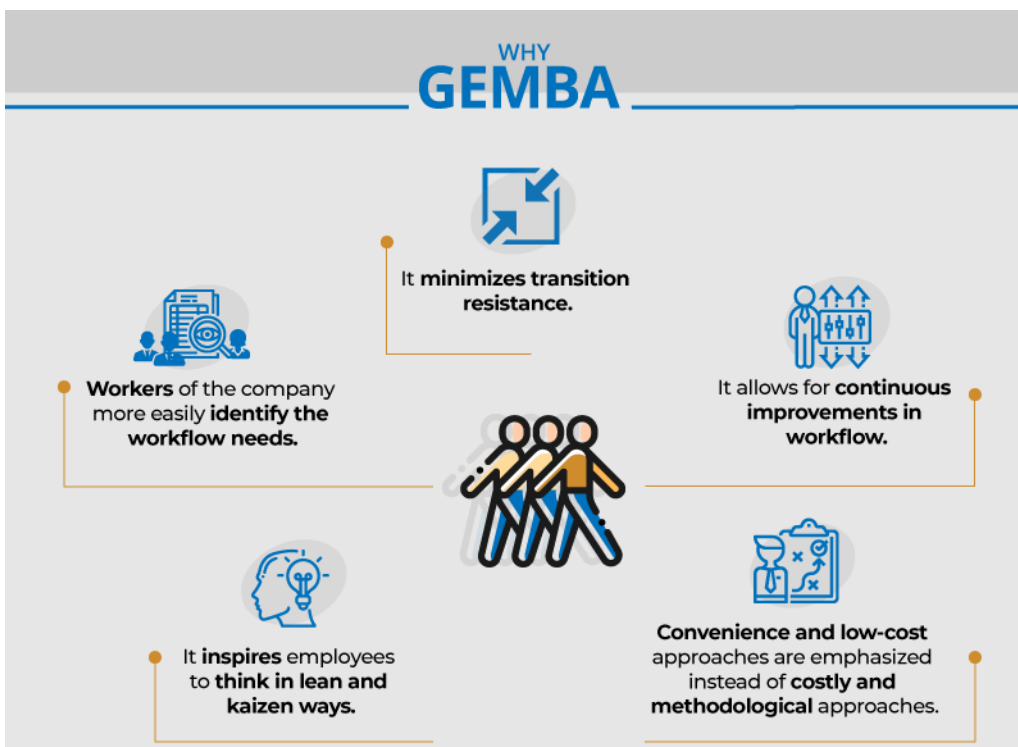 WHY
GEMBA
It minimizes transition
resistance.
Workers of the company
more easily identify the
workflow needs.
It allows for continuous
improvements in
workflow.
It inspires employees
to think in lean and
kaizen ways.
Convenience and low-cost
approaches are emphasized
instead of costly and
methodological approaches.